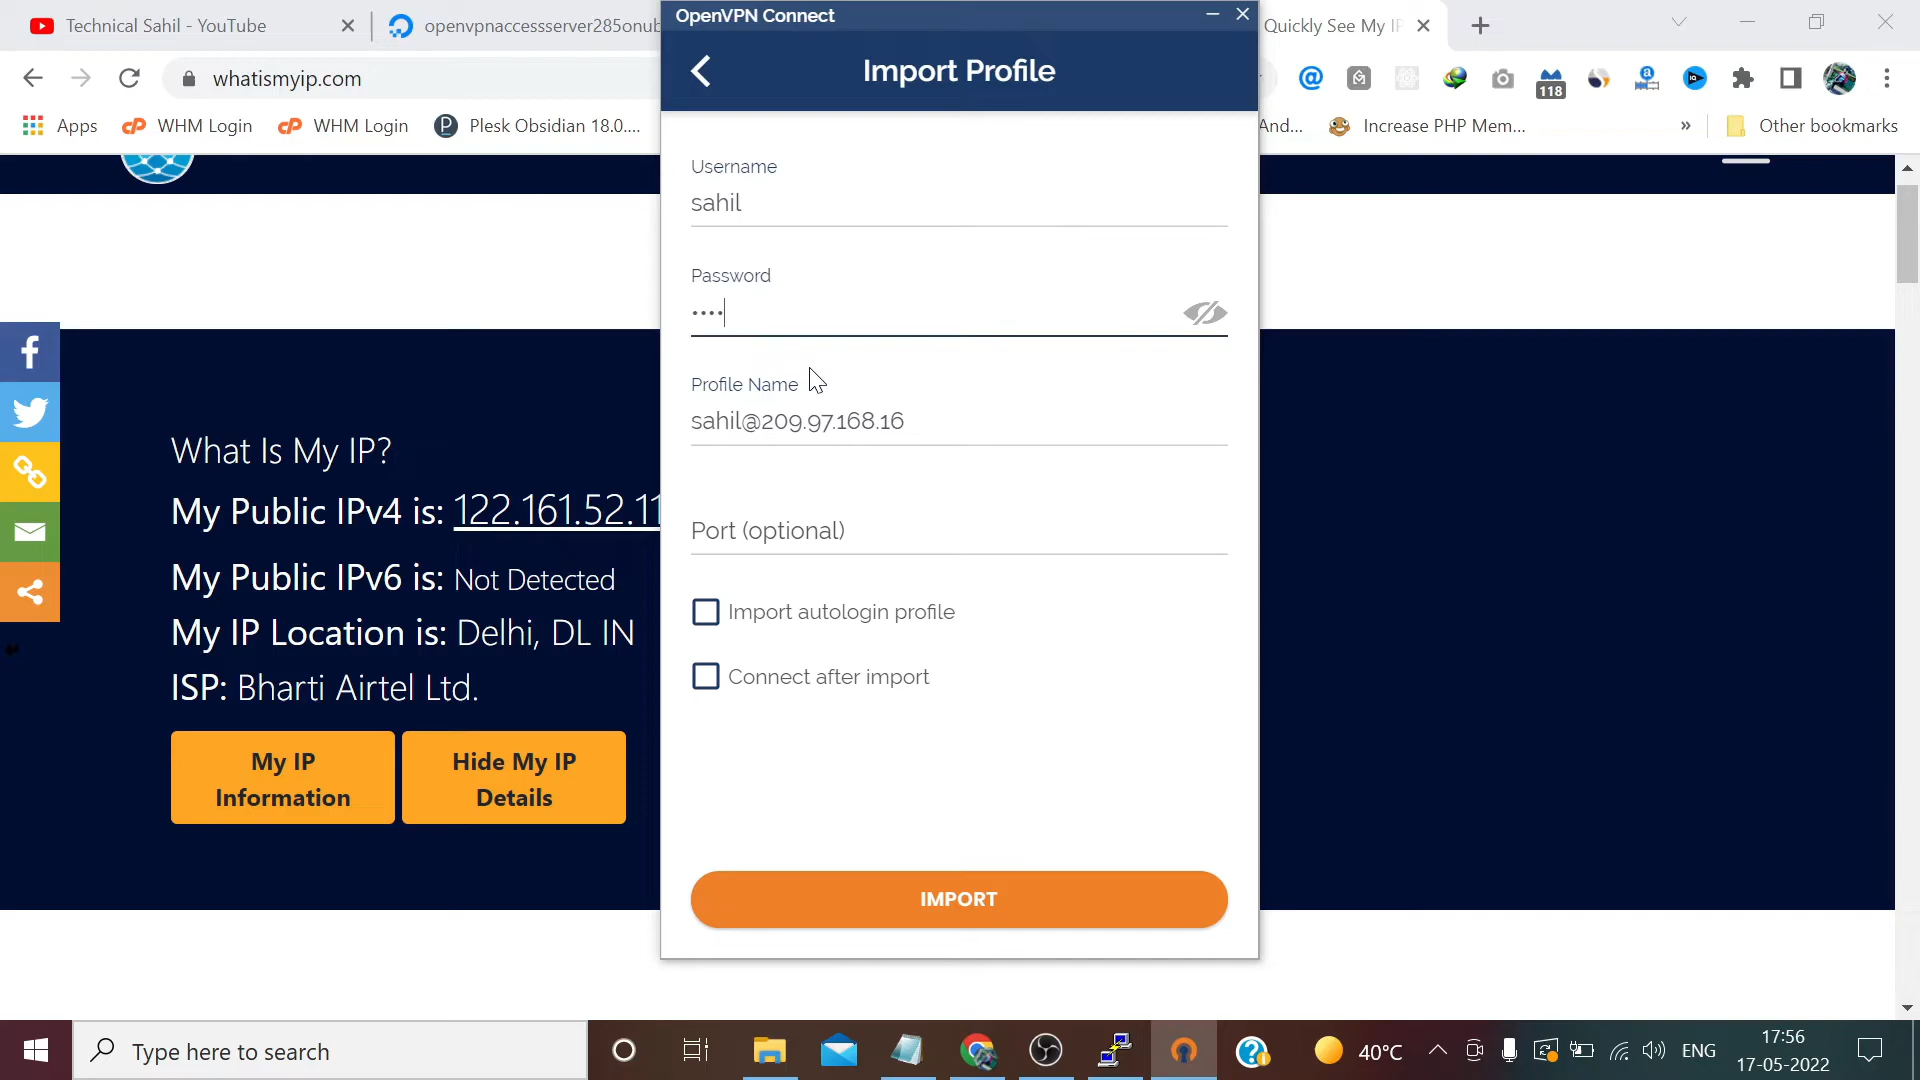 Technical Sahil - YouTube
openvpnaccessserver285onub
OpenVPN Connect
Quickly See My IP
whatismyip.com
118
Apps
WHM Login
WHM Login
Plesk Obsidian 18.0....
And...
Increase PHP Mem...
»
Other bookmarks
Import Profile
Username
sahil
Password
••••
Profile Name
sahil@209.97.168.16
Port (optional)
Import autologin profile
Connect after import
IMPORT
What Is My IP?
My Public IPv4 is: 122.161.52.11
My Public IPv6 is: Not Detected
My IP Location is: Delhi, DL IN
ISP: Bharti Airtel Ltd.
My IP
Information
Hide My IP
Details
Type here to search
40°C
ENG
17:56
17-05-2022